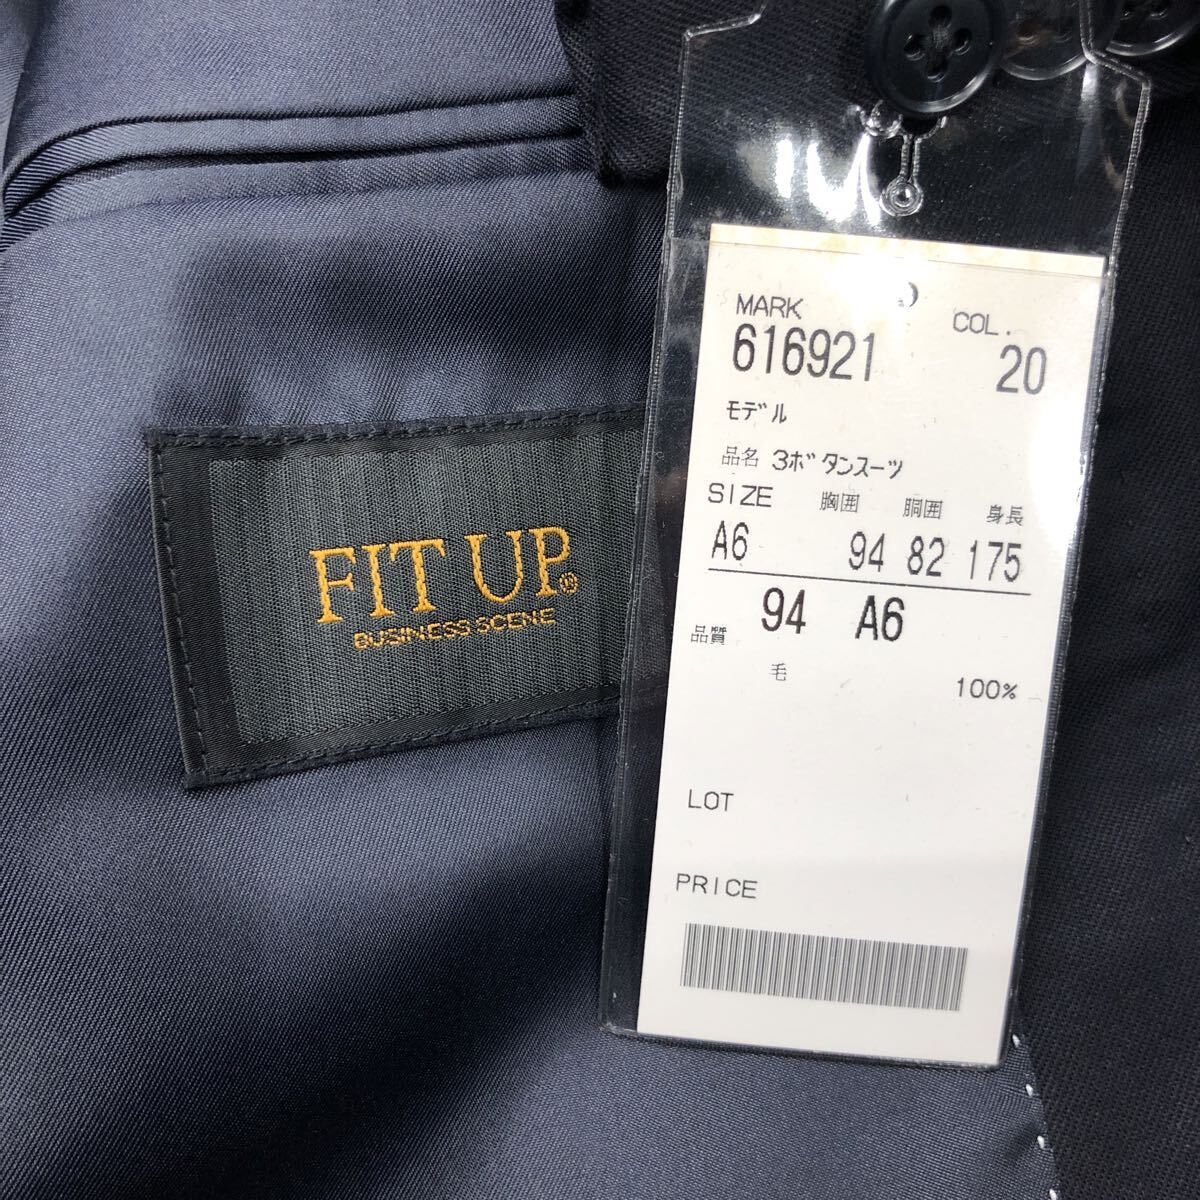 FIT UP®
BUSINESS SCENE
MARK COL.
616921 20
モデル
品名 3ボタンスーツ
SIZE 胸囲 胴囲 身長
A6 94 82 175
94 A6
品質
毛 100%
LOT
PRICE